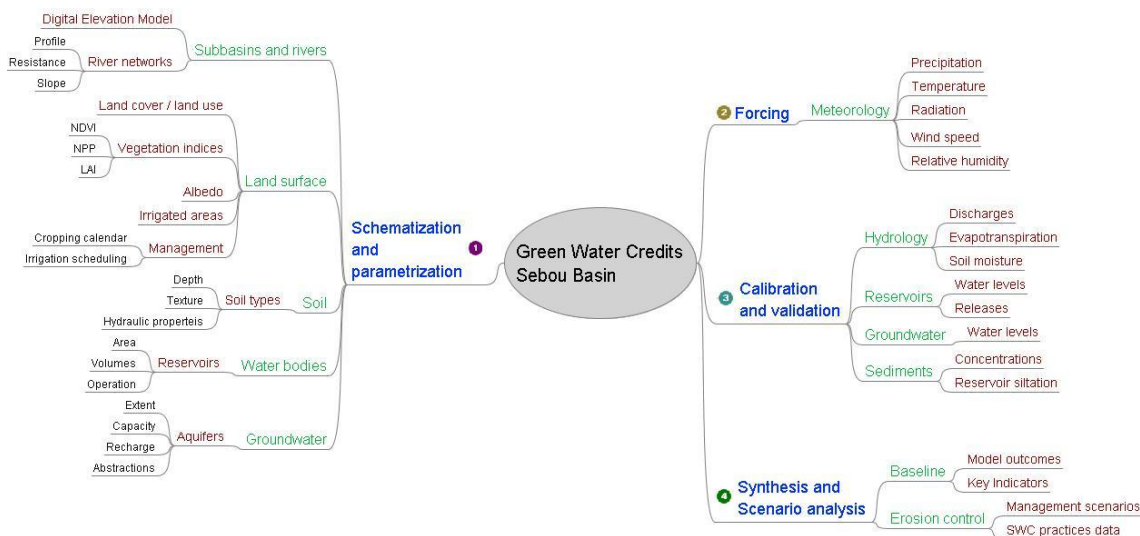 Green Water Credits
Sebou Basin
1
Schematization
and
parametrization
Subbasins and rivers
Digital Elevation Model
River networks
Profile
Resistance
Slope
Land surface
Land cover / land use
Vegetation indices
NDVI
NPP
LAI
Albedo
Irrigated areas
Management
Cropping calendar
Irrigation scheduling
Soil
Soil types
Depth
Texture
Hydraulic properteis
Water bodies
Reservoirs
Area
Volumes
Operation
Groundwater
Aquifers
Extent
Capacity
Recharge
Abstractions
2
Forcing
Meteorology
Precipitation
Temperature
Radiation
Wind speed
Relative humidity
3
Calibration
and validation
Hydrology
Discharges
Evapotranspiration
Soil moisture
Reservoirs
Water levels
Releases
Groundwater
Water levels
Sediments
Concentrations
Reservoir siltation
4
Synthesis and
Scenario analysis
Baseline
Model outcomes
Key Indicators
Erosion control
Management scenarios
SWC practices data